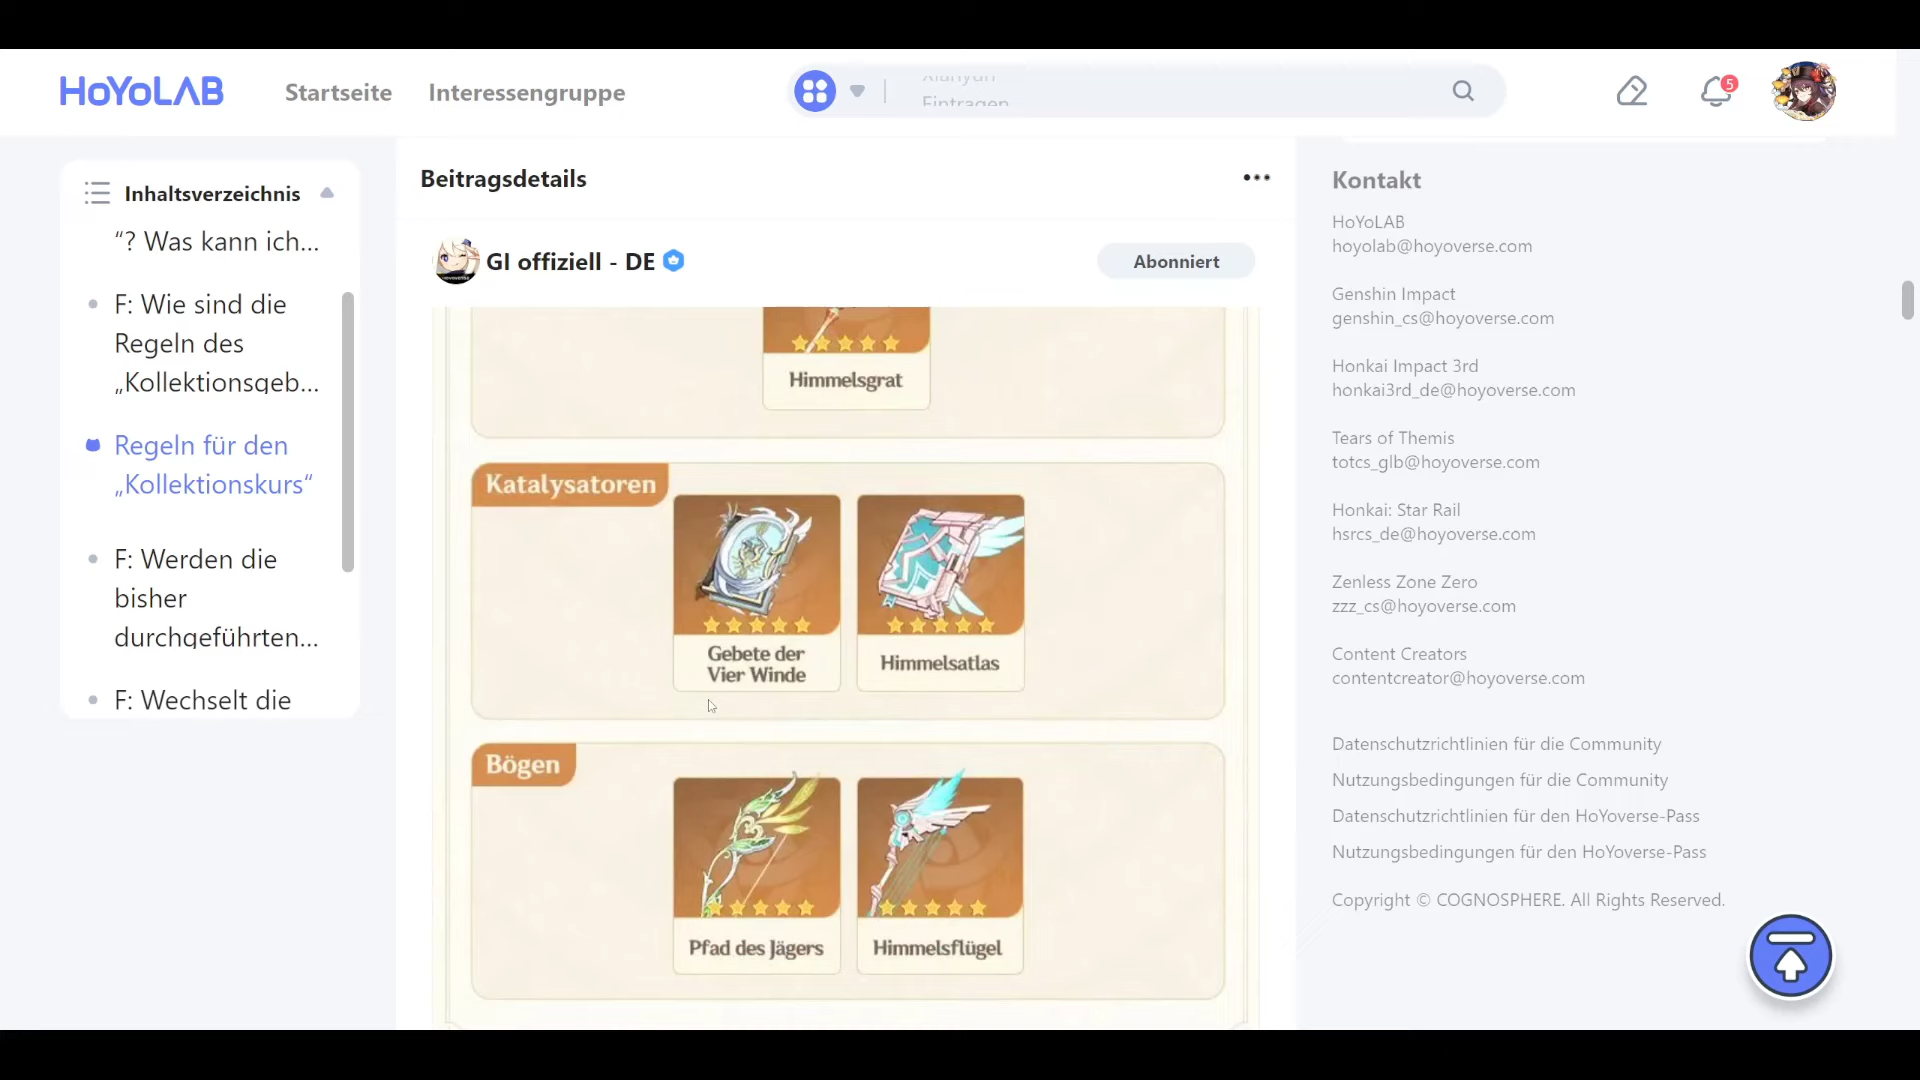 HoYoLAB
Startseite
Interessengruppe
Eintragen
5
Inhaltsverzeichnis
“? Was kann ich...
F: Wie sind die
Regeln des
„Kollektionsgeb...
Regeln für den
„Kollektionskurs“
F: Werden die
bisher
durchgeführten...
F: Wechselt die
Beitragsdetails
GI offiziell - DE
Abonniert
Himmelsgrat
Katalysatoren
Gebete der
Vier Winde
Himmelsatlas
Bögen
Pfad des Jägers
Himmelsflügel
Kontakt
HoYoLAB
hoyolab@hoyoverse.com
Genshin Impact
genshin_cs@hoyoverse.com
Honkai Impact 3rd
honkai3rd_de@hoyoverse.com
Tears of Themis
totcs_glb@hoyoverse.com
Honkai: Star Rail
hsrcs_de@hoyoverse.com
Zenless Zone Zero
zzz_cs@hoyoverse.com
Content Creators
contentcreator@hoyoverse.com
Datenschutzrichtlinien für die Community
Nutzungsbedingungen für die Community
Datenschutzrichtlinien für den HoYoverse-Pass
Nutzungsbedingungen für den HoYoverse-Pass
Copyright © COGNOSPHERE. All Rights Reserved.